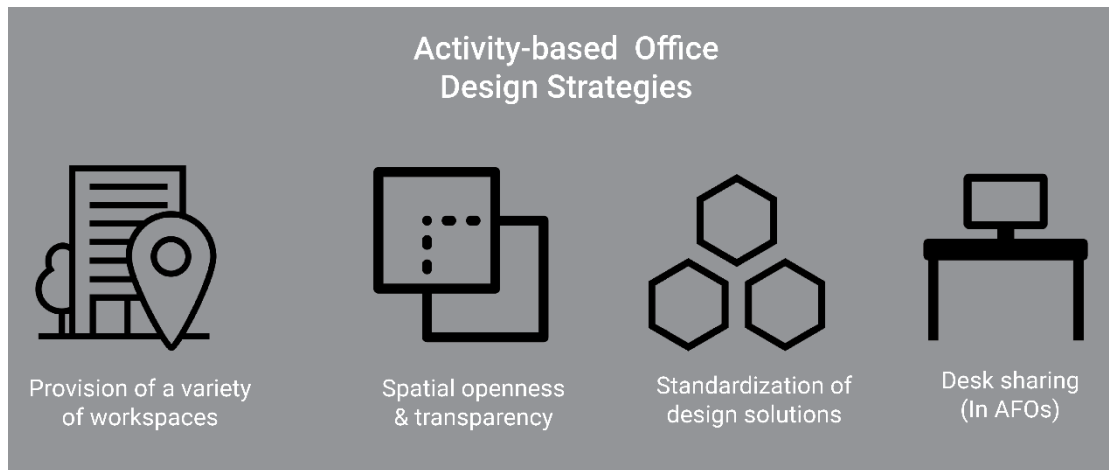 Activity-based Office
Design Strategies
Provision of a variety
of workspaces
Spatial openness
& transparency
Standardization of
design solutions
Desk sharing
(In AFOs)